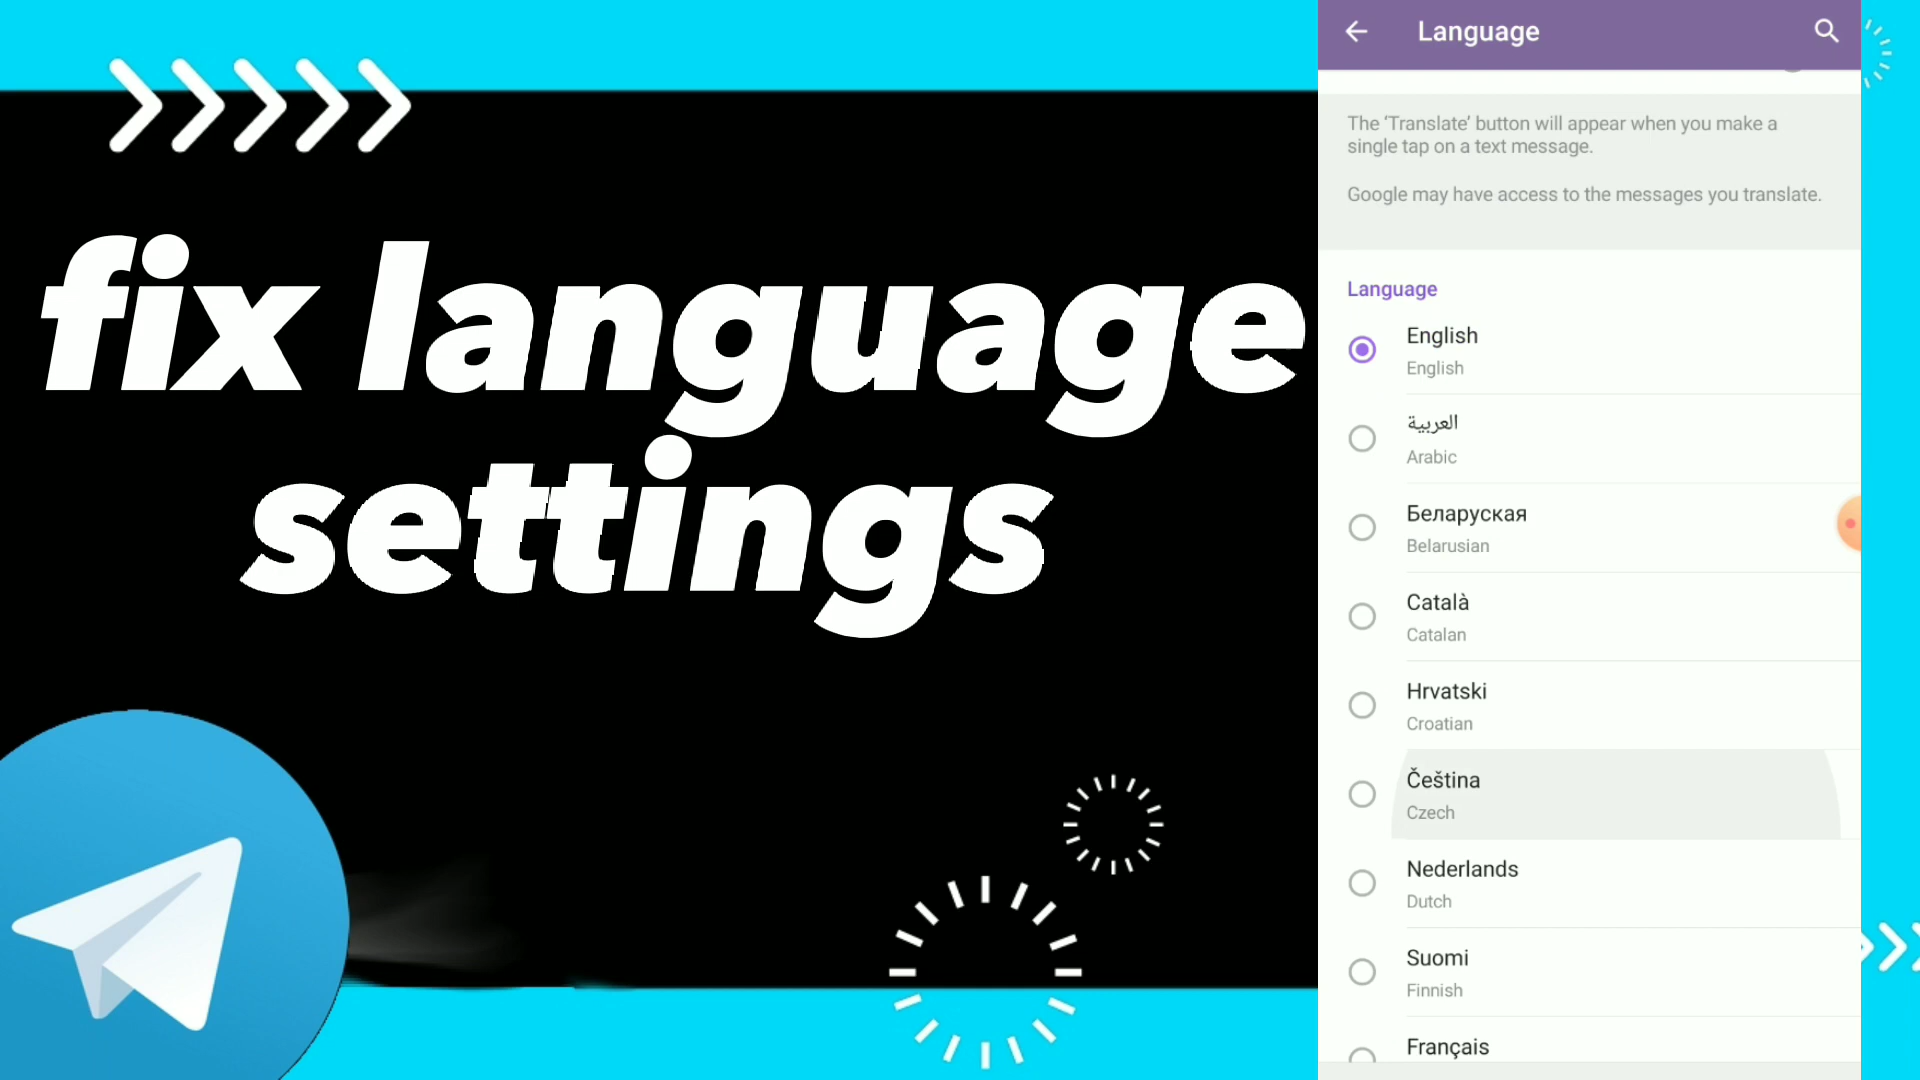 fix language
settings
Language
The ‘Translate’ button will appear when you make a
single tap on a text message.
Google may have access to the messages you translate.
Language
English
English
العربية
Arabic
Беларуская
Belarusian
Català
Catalan
Hrvatski
Croatian
Čeština
Czech
Nederlands
Dutch
Suomi
Finnish
Français